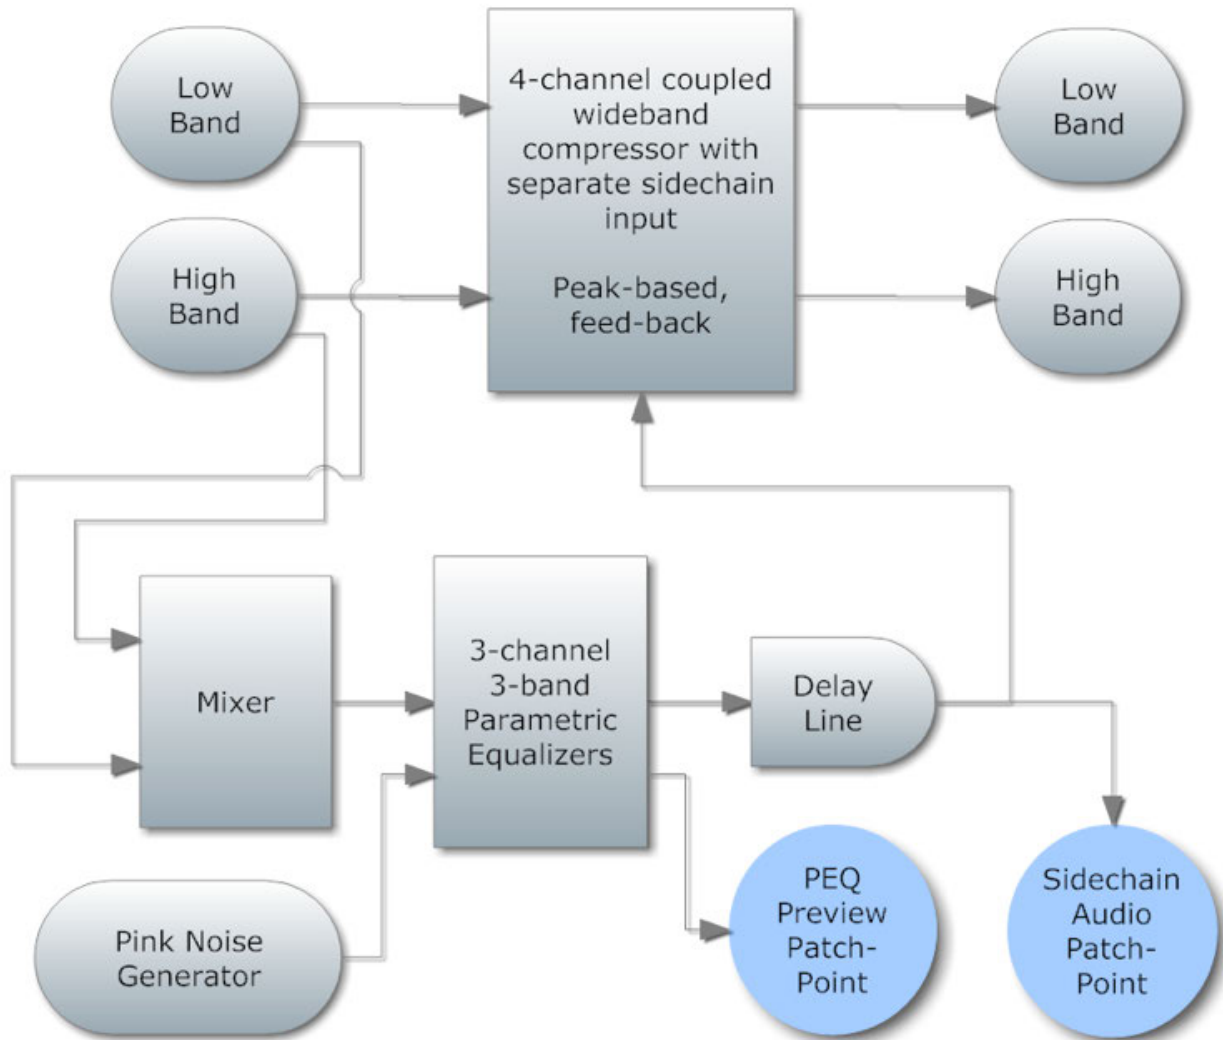 Low
Band
4-channel coupled
wideband
compressor with
separate sidechain
input
Peak-based,
feed-back
Low
Band
High
Band
High
Band
Mixer
3-channel
3-band
Parametric
Equalizers
Delay
Line
Pink Noise
Generator
PEQ
Preview
Patch-
Point
Sidechain
Audio
Patch-
Point